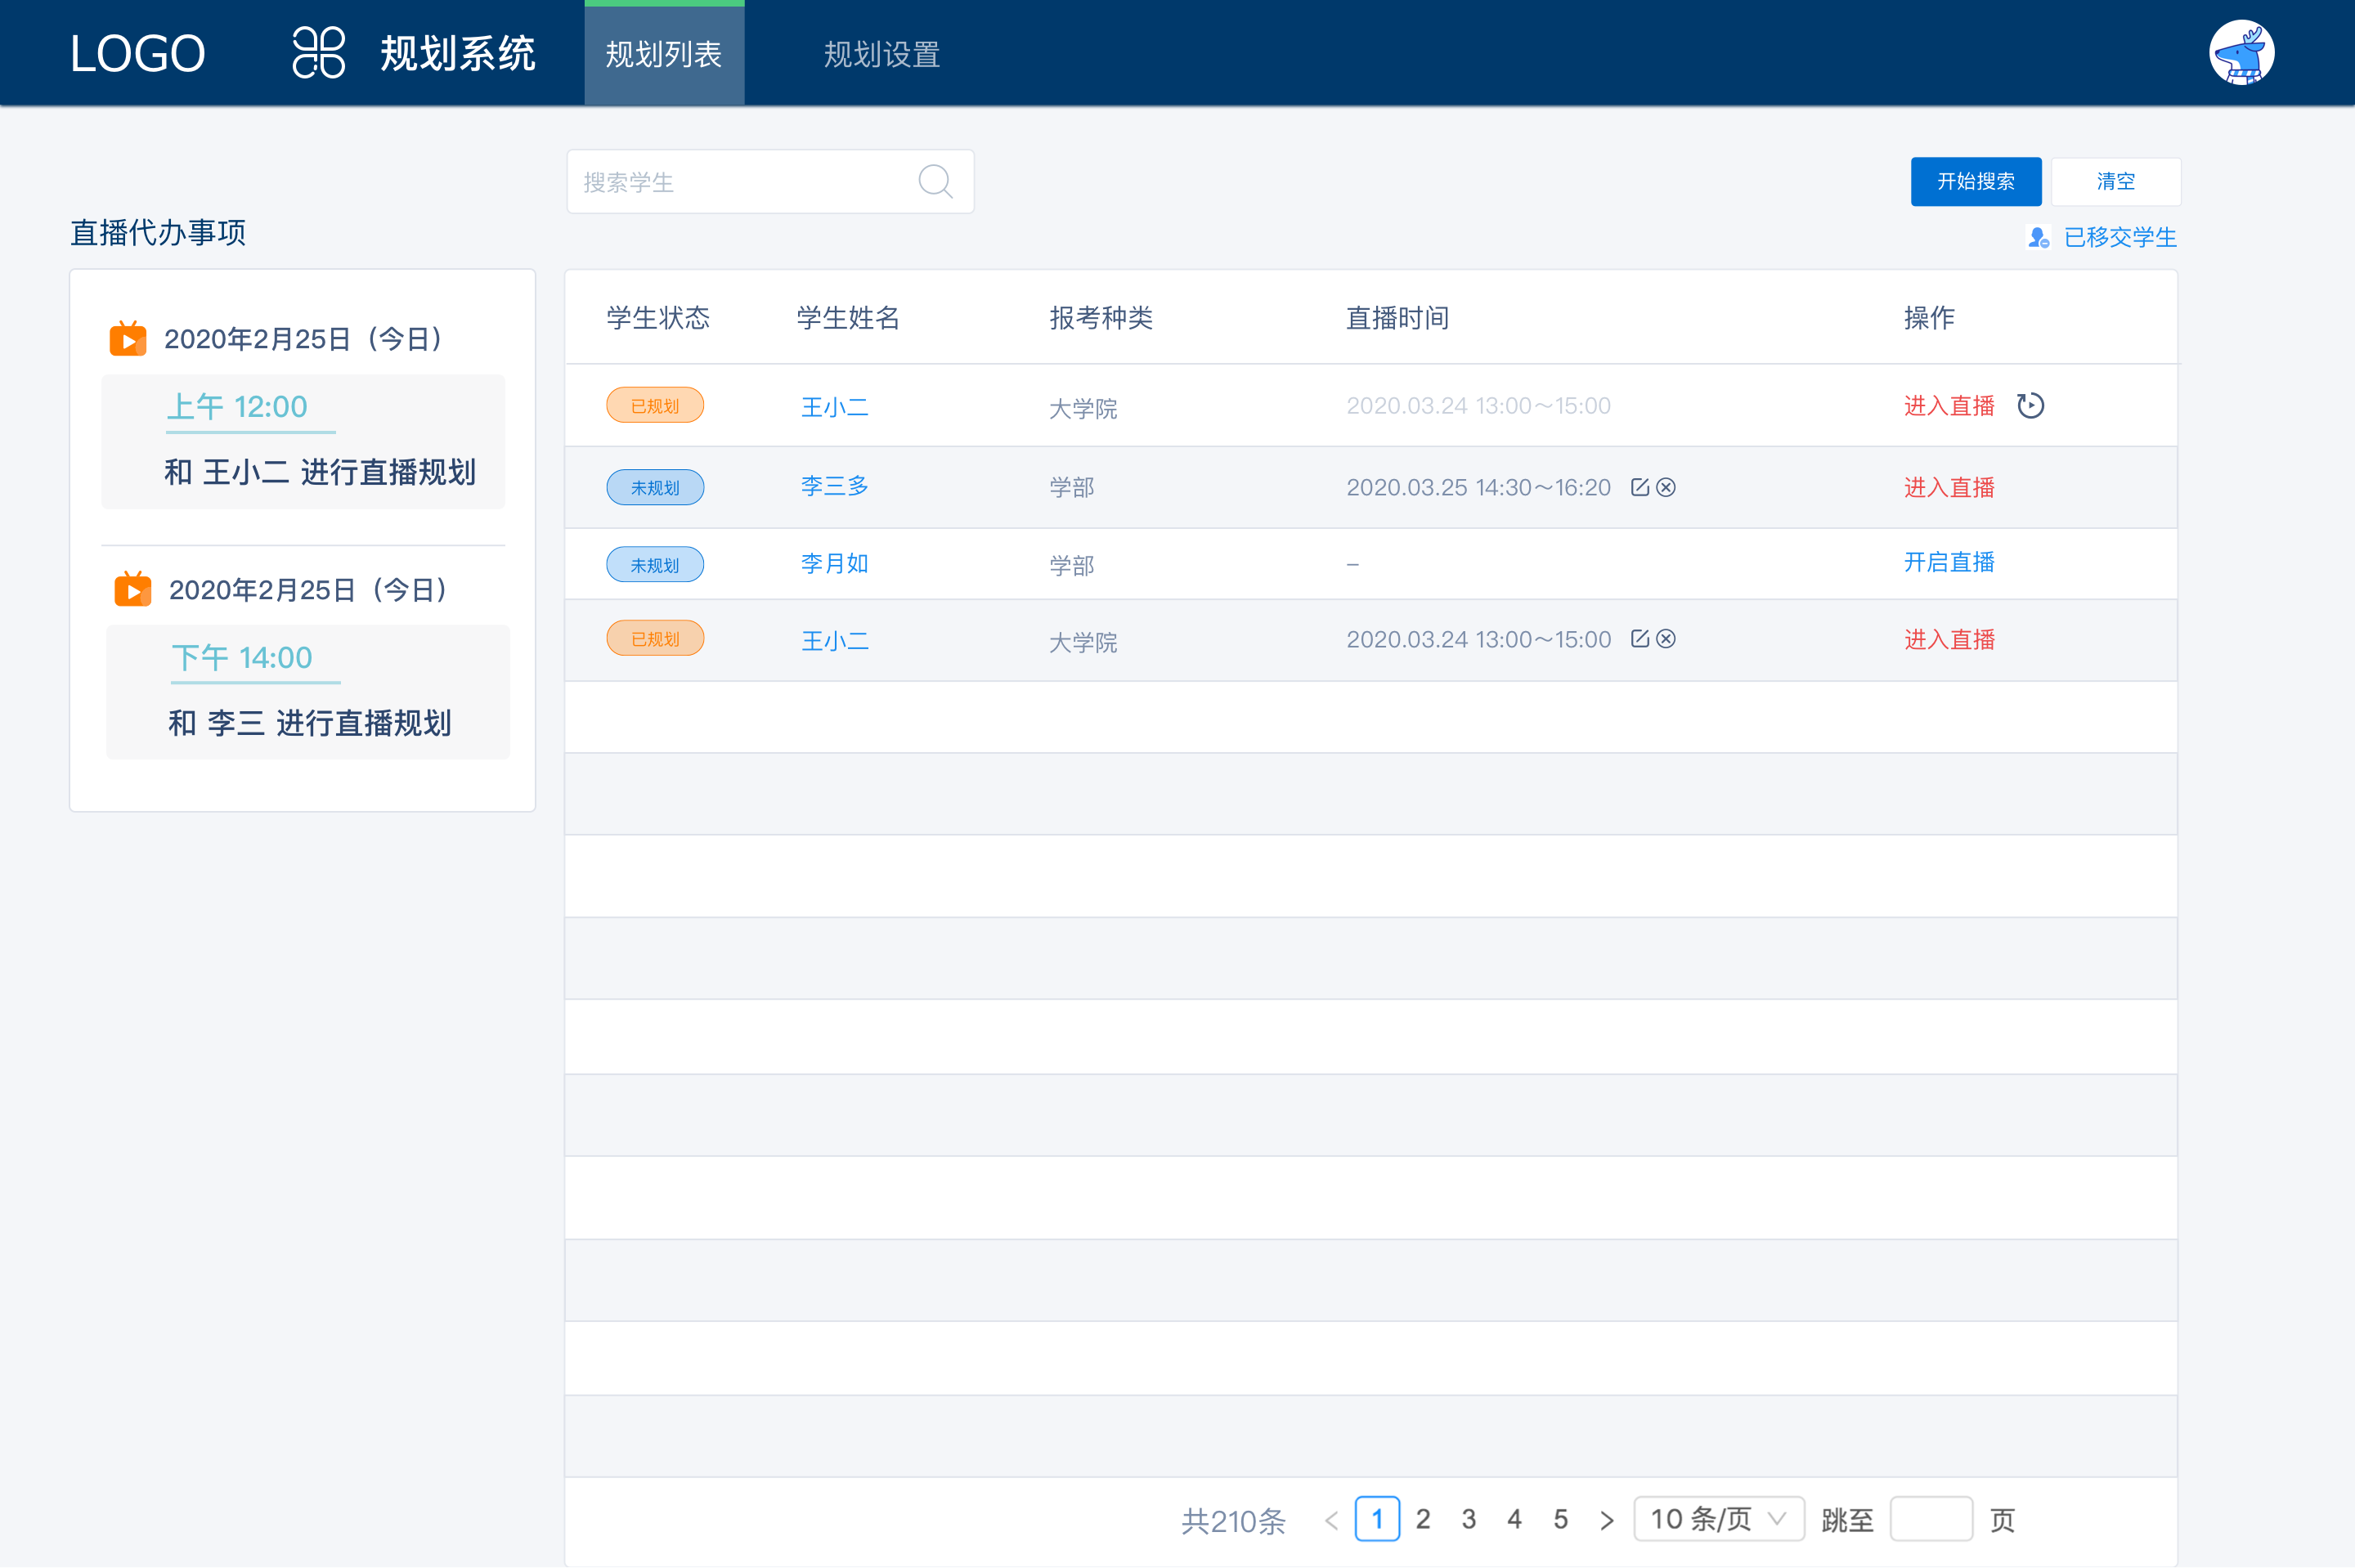 LOGO 规划系统 规划列表 规划设置
搜索学生 开始搜索 清空
直播代办事项
已移交学生
2020年2月25日（今日）
上午 12:00
和 王小二 进行直播规划
2020年2月25日（今日）
下午 14:00
和 李三 进行直播规划
学生状态 学生姓名 报考种类 直播时间 操作
已规划 王小二 大学院 2020.03.24 13:00～15:00 进入直播
未规划 李三多 学部 2020.03.25 14:30～16:20 进入直播
未规划 李月如 学部 – 开启直播
已规划 王小二 大学院 2020.03.24 13:00～15:00 进入直播
共210条 < 1 2 3 4 5 > 10 条/页 跳至 页